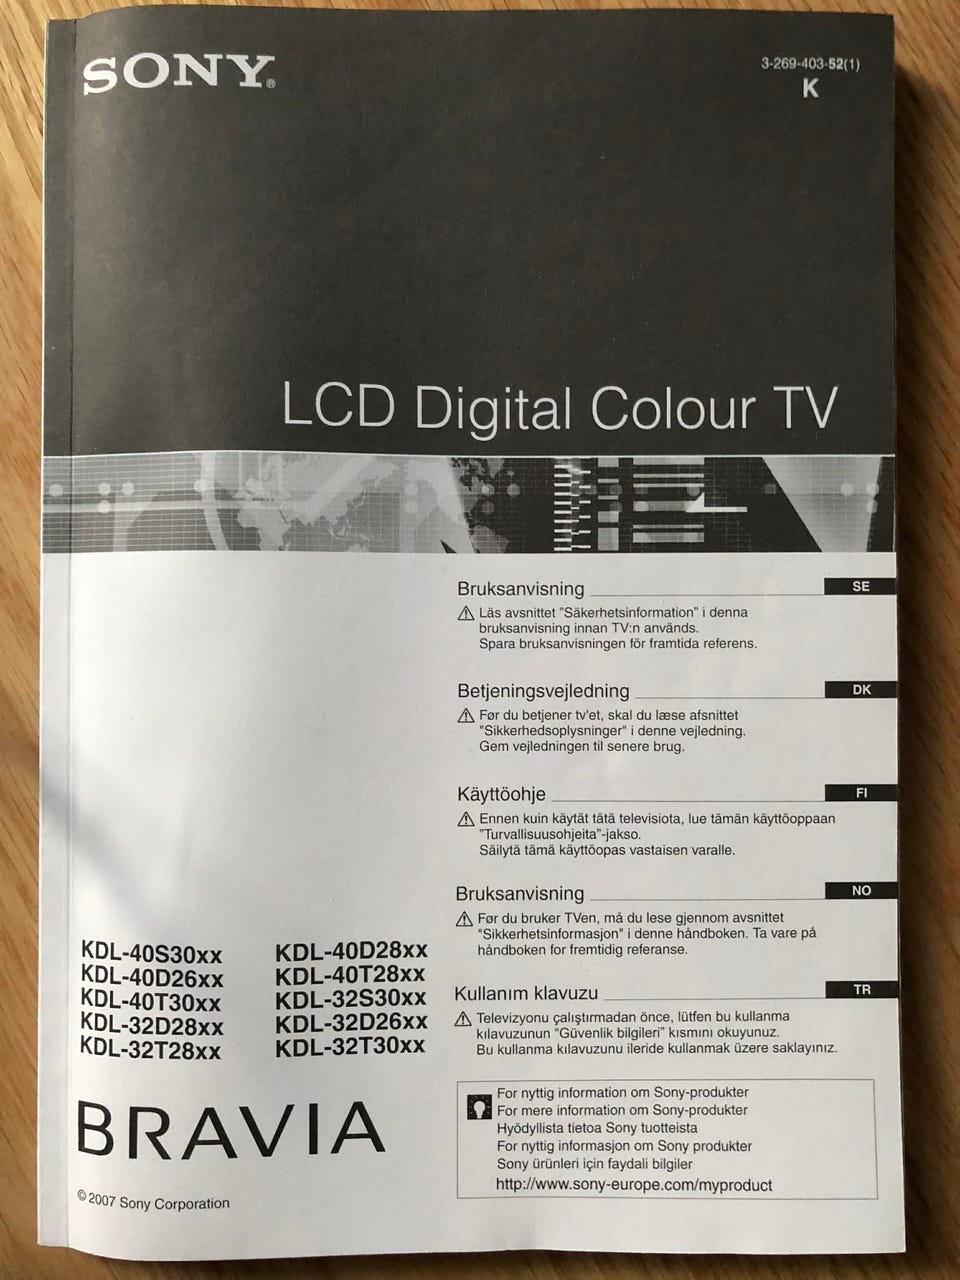 SONY®
3-269-403-52(1)
K
LCD Digital Colour TV
Bruksanvisning
SE
Läs avsnittet ”Säkerhetsinformation” i denna
bruksanvisning innan TV:n används.
Spara bruksanvisningen för framtida referens.
Betjeningsvejledning
DK
Før du betjener tv'et, skal du læse afsnittet
"Sikkerhedsoplysninger" i denne vejledning.
Gem vejledningen til senere brug.
Käyttöohje
FI
Ennen kuin käytät tätä televisiota, lue tämän käyttöoppaan
”Turvallisuusohjeita”-jakso.
Säilytä tämä käyttöopas vastaisen varalle.
Bruksanvisning
NO
Før du bruker TVen, må du lese gjennom avsnittet
"Sikkerhetsinformasjon" i denne håndboken. Ta vare på
håndboken for fremtidig referanse.
Kullanım klavuzu
TR
Televizyonu çalıştırmadan önce, lütfen bu kullanma
kılavuzunun “Güvenlik bilgileri” kısmını okuyunuz.
Bu kullanma kılavuzunu ileride kullanmak üzere saklayınız.
KDL-40S30xx KDL-40D28xx
KDL-40D26xx KDL-40T28xx
KDL-40T30xx KDL-32S30xx
KDL-32D28xx KDL-32D26xx
KDL-32T28xx KDL-32T30xx
BRAVIA
© 2007 Sony Corporation
For nyttig information om Sony-produkter
For mere information om Sony-produkter
Hyödyllista tietoa Sony tuotteista
For nyttig informasjon om Sony produkter
Sony ürünleri için faydali bilgiler
http://www.sony-europe.com/myproduct